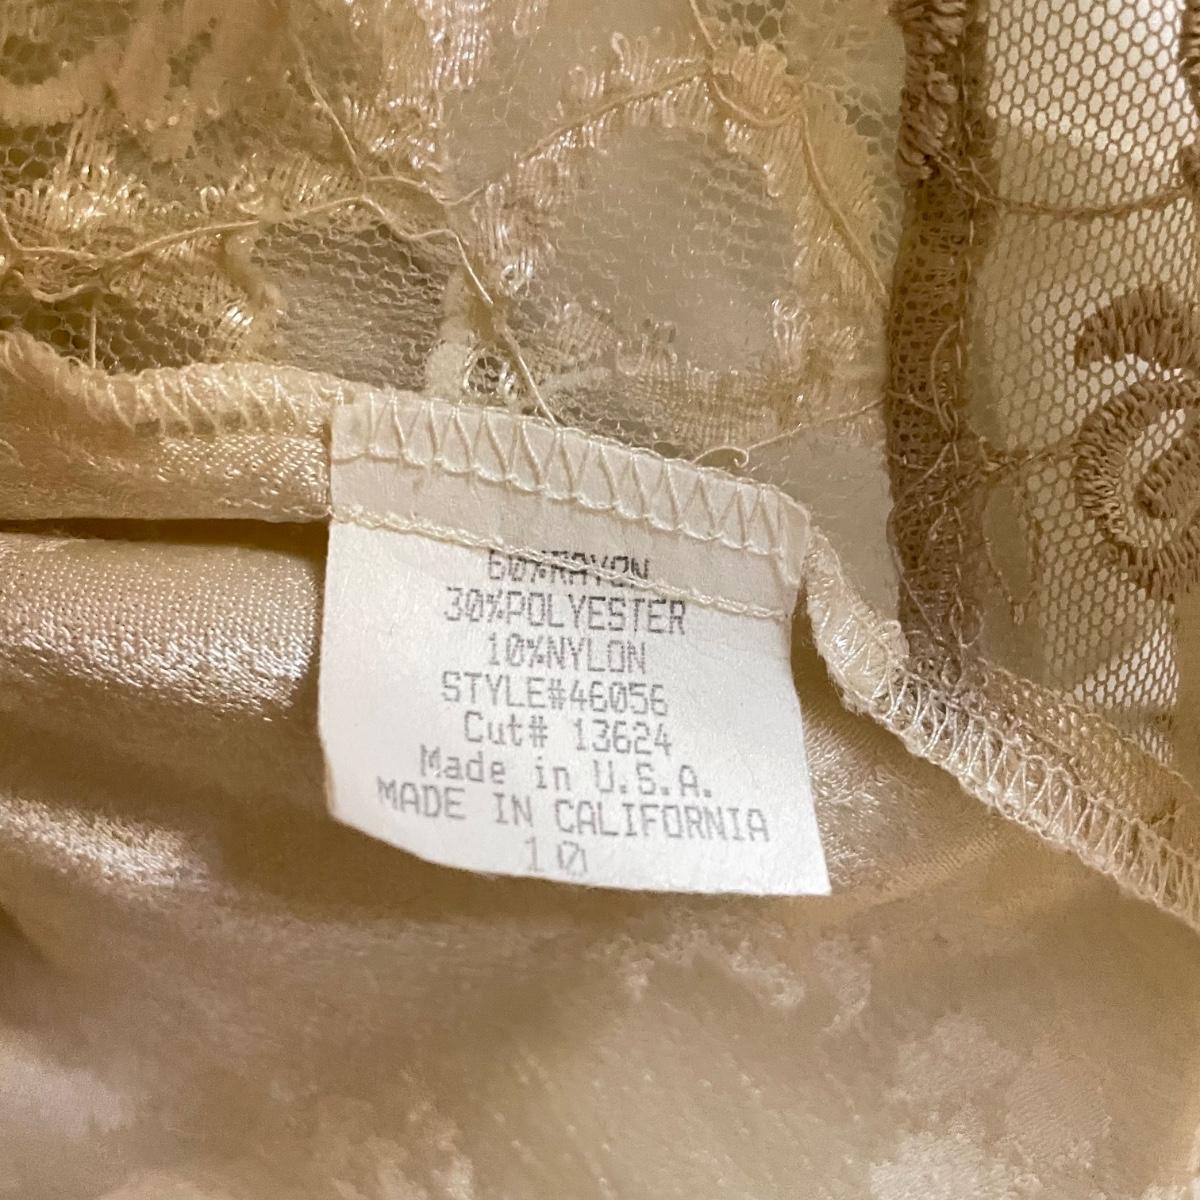 60%RAYON
30%POLYESTER
10%NYLON
STYLE#46056
Cut# 13624
Made in U.S.A.
MADE IN CALIFORNIA
10